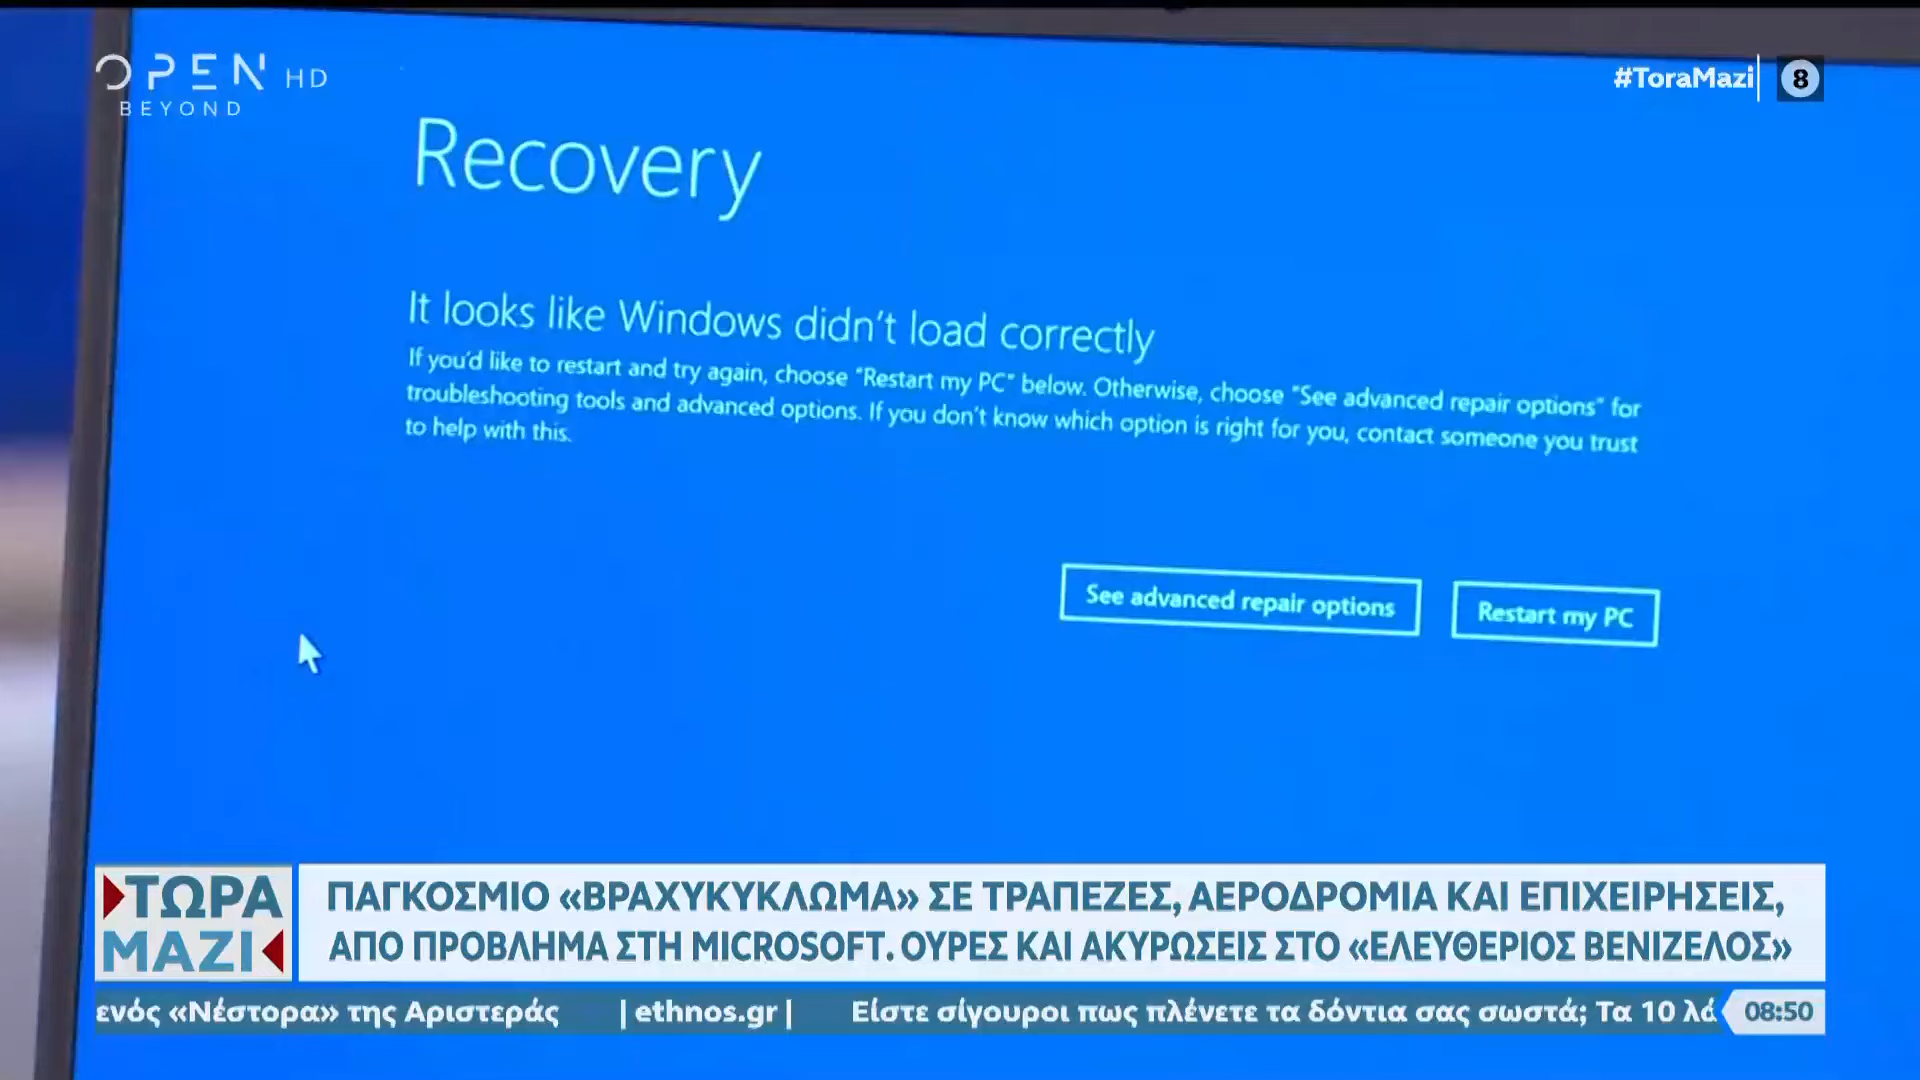 OPEN HD
BEYOND
#ToraMazi
8
Recovery
It looks like Windows didn't load correctly
If you'd like to restart and try again, choose "Restart my PC" below. Otherwise, choose "See advanced repair options" for
troubleshooting tools and advanced options. If you don't know which option is right for you, contact someone you trust
to help with this.
See advanced repair options
Restart my PC
ΤΩΡΑ
ΜΑΖΙ
ΠΑΓΚΟΣΜΙΟ «ΒΡΑΧΥΚΥΚΛΩΜΑ» ΣΕ ΤΡΑΠΕΖΕΣ, ΑΕΡΟΔΡΟΜΙΑ ΚΑΙ ΕΠΙΧΕΙΡΗΣΕΙΣ,
ΑΠΟ ΠΡΟΒΛΗΜΑ ΣΤΗ MICROSOFT. ΟΥΡΕΣ ΚΑΙ ΑΚΥΡΩΣΕΙΣ ΣΤΟ «ΕΛΕΥΘΕΡΙΟΣ ΒΕΝΙΖΕΛΟΣ»
ενός «Νέστορα» της Αριστεράς | ethnos.gr | Είστε σίγουροι πως πλένετε τα δόντια σας σωστά; Τα 10 λά
08:50